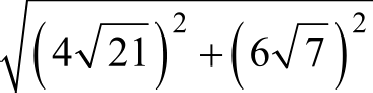 √((4√21)² + (6√7)²)